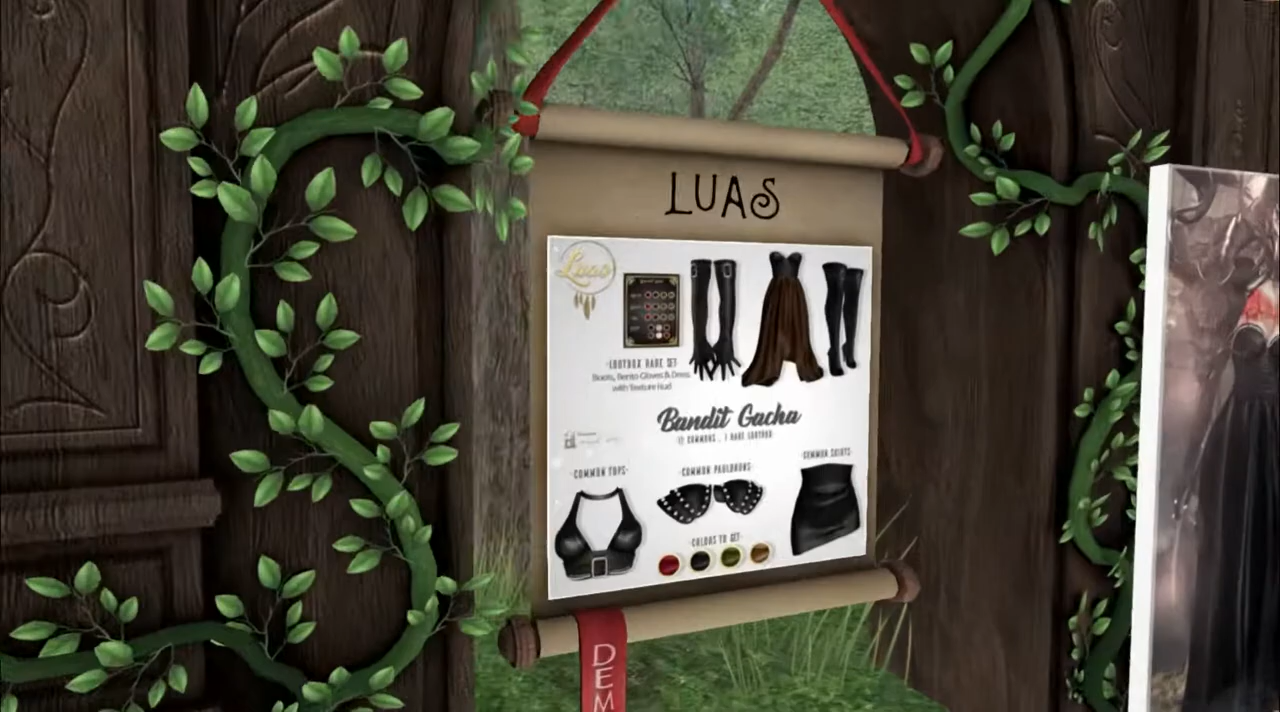 LUAS
Luas
-LOOTBOX RARE SET-
Boots, Bento Gloves & Dress
with Texture Hud
Bandit Gacha
12 COMMONS . 1 RARE LOOTBOX
-COMMON TOPS-
-COMMON PAULDRONS-
-COMMON SKIRTS-
-COLORS TO GET-
DEM